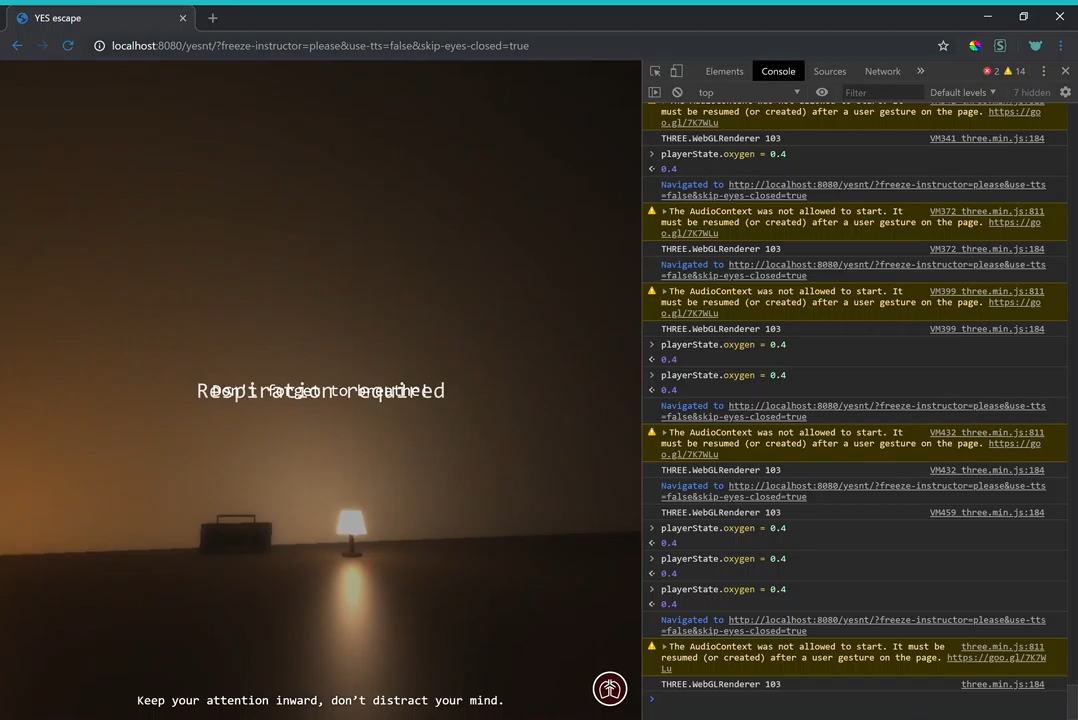 YES escape
localhost:8080/yesnt/?freeze-instructor=please&use-tts=false&skip-eyes-closed=true
Respiration required
Don't forget to breathe!
Keep your attention inward, don't distract your mind.
Elements Console Sources Network » 2 14
top Filter Default levels 7 hidden
must be resumed (or created) after a user gesture on the page. https://go
o.gl/7K7WLu
THREE.WebGLRenderer 103 VM341 three.min.js:184
> playerState.oxygen = 0.4
< 0.4
Navigated to http://localhost:8080/yesnt/?freeze-instructor=please&use-tts
=false&skip-eyes-closed=true
The AudioContext was not allowed to start. It VM372 three.min.js:811
must be resumed (or created) after a user gesture on the page. https://go
o.gl/7K7WLu
THREE.WebGLRenderer 103 VM372 three.min.js:184
Navigated to http://localhost:8080/yesnt/?freeze-instructor=please&use-tts
=false&skip-eyes-closed=true
The AudioContext was not allowed to start. It VM399 three.min.js:811
must be resumed (or created) after a user gesture on the page. https://go
o.gl/7K7WLu
THREE.WebGLRenderer 103 VM399 three.min.js:184
> playerState.oxygen = 0.4
< 0.4
> playerState.oxygen = 0.4
< 0.4
Navigated to http://localhost:8080/yesnt/?freeze-instructor=please&use-tts
=false&skip-eyes-closed=true
The AudioContext was not allowed to start. It VM432 three.min.js:811
must be resumed (or created) after a user gesture on the page. https://go
o.gl/7K7WLu
THREE.WebGLRenderer 103 VM432 three.min.js:184
Navigated to http://localhost:8080/yesnt/?freeze-instructor=please&use-tts
=false&skip-eyes-closed=true
THREE.WebGLRenderer 103 VM459 three.min.js:184
> playerState.oxygen = 0.4
< 0.4
> playerState.oxygen = 0.4
< 0.4
> playerState.oxygen = 0.4
< 0.4
Navigated to http://localhost:8080/yesnt/?freeze-instructor=please&use-tts
=false&skip-eyes-closed=true
The AudioContext was not allowed to start. It must be three.min.js:811
resumed (or created) after a user gesture on the page. https://goo.gl/7K7W
Lu
THREE.WebGLRenderer 103 three.min.js:184
>